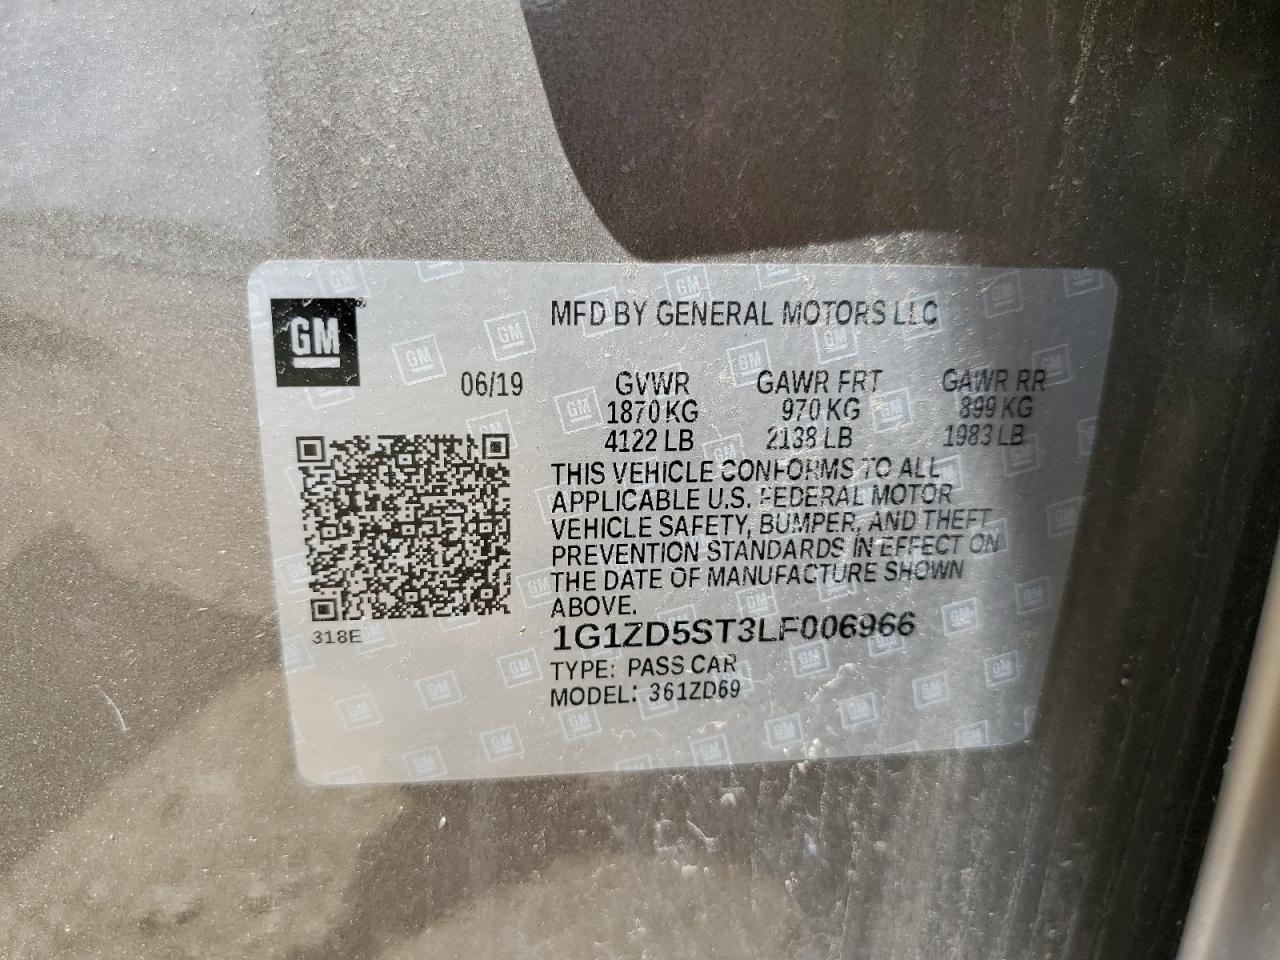 GM
MFD BY GENERAL MOTORS LLC
06/19 GVWR GAWR FRT GAWR RR
1870 KG 970 KG 899 KG
4122 LB 2138 LB 1983 LB
THIS VEHICLE CONFORMS TO ALL
APPLICABLE U.S. FEDERAL MOTOR
VEHICLE SAFETY, BUMPER, AND THEFT
PREVENTION STANDARDS IN EFFECT ON
THE DATE OF MANUFACTURE SHOWN
ABOVE.
318E
1G1ZD5ST3LF006966
TYPE: PASS CAR
MODEL: 361ZD69